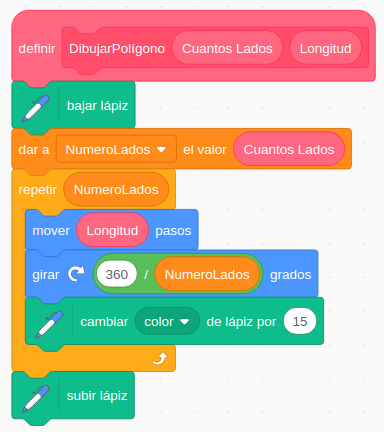 definir DibujarPolígono Cuantos Lados Longitud
bajar lápiz
dar a NumeroLados el valor Cuantos Lados
repetir NumeroLados
mover Longitud pasos
girar 360 / NumeroLados grados
cambiar color de lápiz por 15
subir lápiz